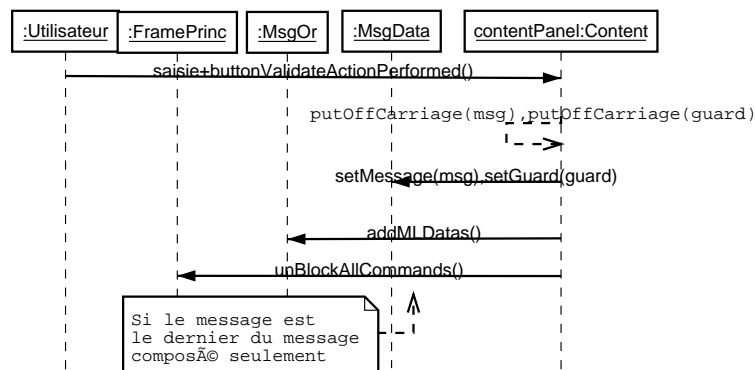 :Utilisateur :FramePrinc :MsgOr :MsgData contentPanel:Content
saisie+buttonValidateActionPerformed()
putOffCarriage(msg),putOffCarriage(guard)
setMessage(msg),setGuard(guard)
addMLDatas()
unBlockAllCommands()
Si le message est
le dernier du message
composÃ© seulement